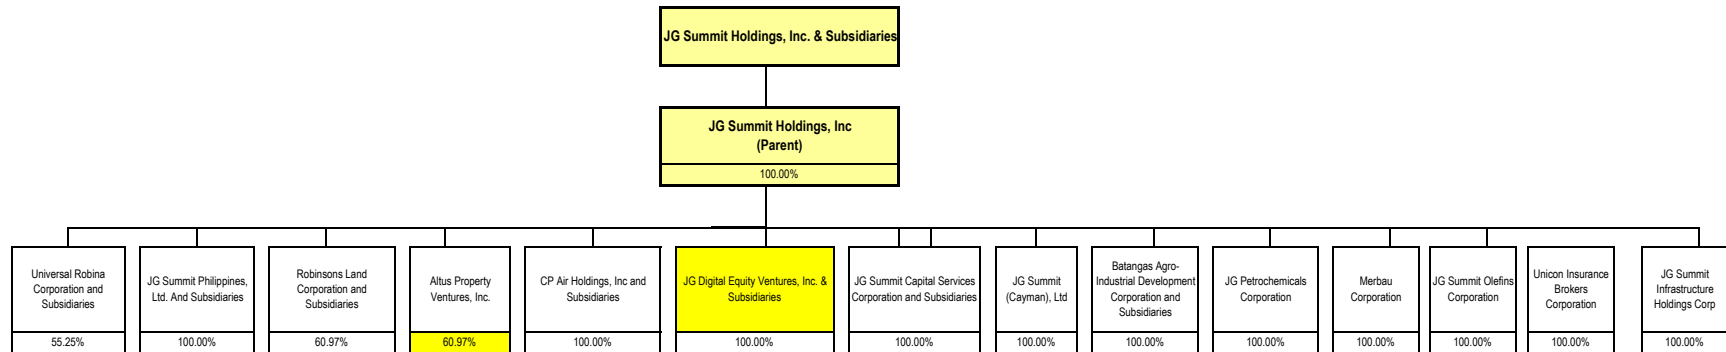 JG Summit Holdings, Inc. & Subsidiaries
JG Summit Holdings, Inc
(Parent)
100.00%
Universal Robina
Corporation and
Subsidiaries
55.25%
JG Summit Philippines,
Ltd. And Subsidiaries
100.00%
Robinsons Land
Corporation and
Subsidiaries
60.97%
Altus Property
Ventures, Inc.
60.97%
CP Air Holdings, Inc and
Subsidiaries
100.00%
JG Digital Equity Ventures, Inc. &
Subsidiaries
100.00%
JG Summit Capital Services
Corporation and Subsidiaries
100.00%
JG Summit
(Cayman), Ltd
100.00%
Batangas Agro-
Industrial Development
Corporation and
Subsidiaries
100.00%
JG Petrochemicals
Corporation
100.00%
Merbau
Corporation
100.00%
JG Summit Olefins
Corporation
100.00%
Unicon Insurance
Brokers
Corporation
100.00%
JG Summit
Infrastructure
Holdings Corp
100.00%